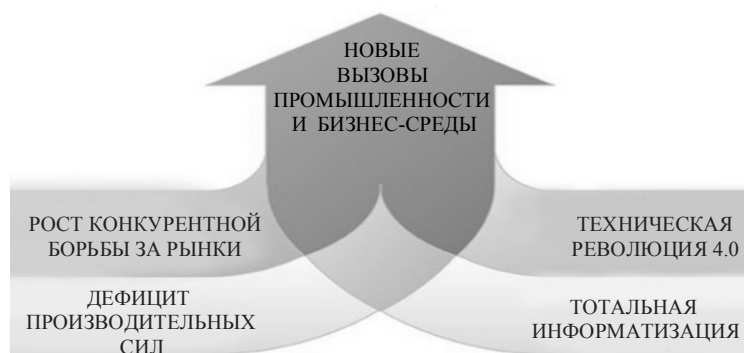 НОВЫЕ
ВЫЗОВЫ
ПРОМЫШЛЕННОСТИ
И БИЗНЕС-СРЕДЫ
РОСТ КОНКУРЕНТНОЙ
БОРЬБЫ ЗА РЫНКИ
ТЕХНИЧЕСКАЯ
РЕВОЛЮЦИЯ 4.0
ДЕФИЦИТ
ПРОИЗВОДИТЕЛЬНЫХ
СИЛ
ТОТАЛЬНАЯ
ИНФОРМАТИЗАЦИЯ